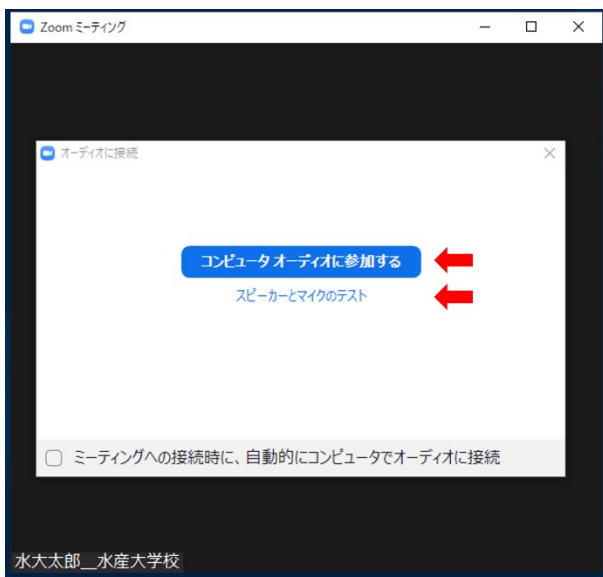 Zoom ミーティング
オーディオに接続
コンピュータ オーディオに参加する
スピーカーとマイクのテスト
ミーティングへの接続時に、自動的にコンピュータでオーディオに接続
水大太郎__水産大学校